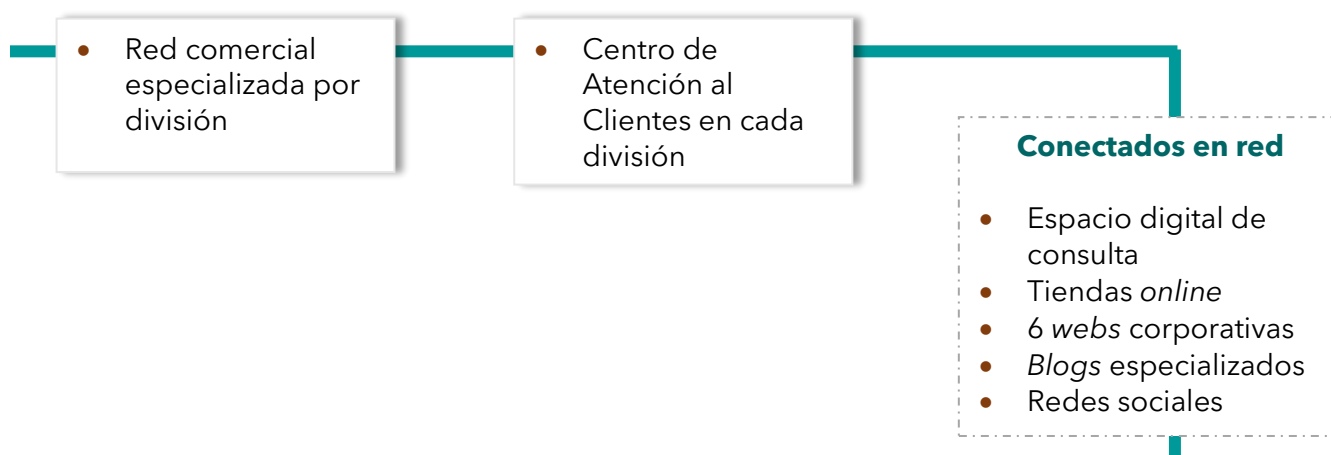 • Red comercial
especializada por
división
• Centro de
Atención al
Clientes en cada
división
Conectados en red
• Espacio digital de
consulta
• Tiendas online
• 6 webs corporativas
• Blogs especializados
• Redes sociales